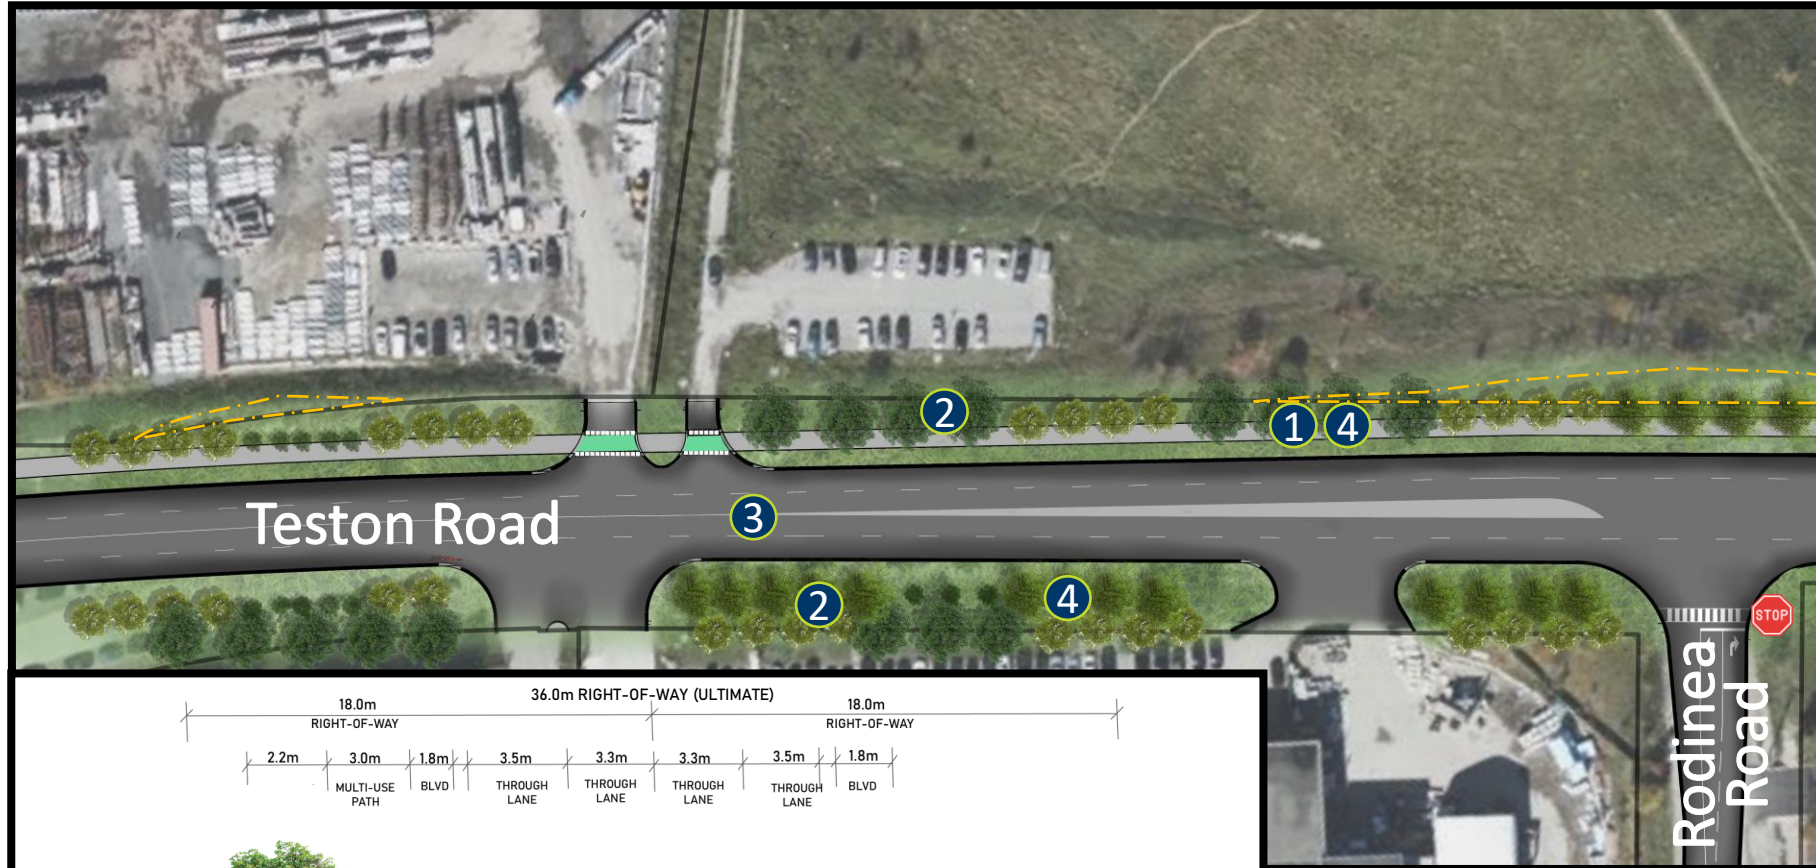 2
1
4
3
Teston Road
2
4
STOP
Rodinea
Road
36.0m RIGHT-OF-WAY (ULTIMATE)
18.0m
RIGHT-OF-WAY
18.0m
RIGHT-OF-WAY
2.2m
3.0m
1.8m
3.5m
3.3m
3.3m
3.5m
1.8m
MULTI-USE
PATH
BLVD
THROUGH
LANE
THROUGH
LANE
THROUGH
LANE
THROUGH
LANE
BLVD